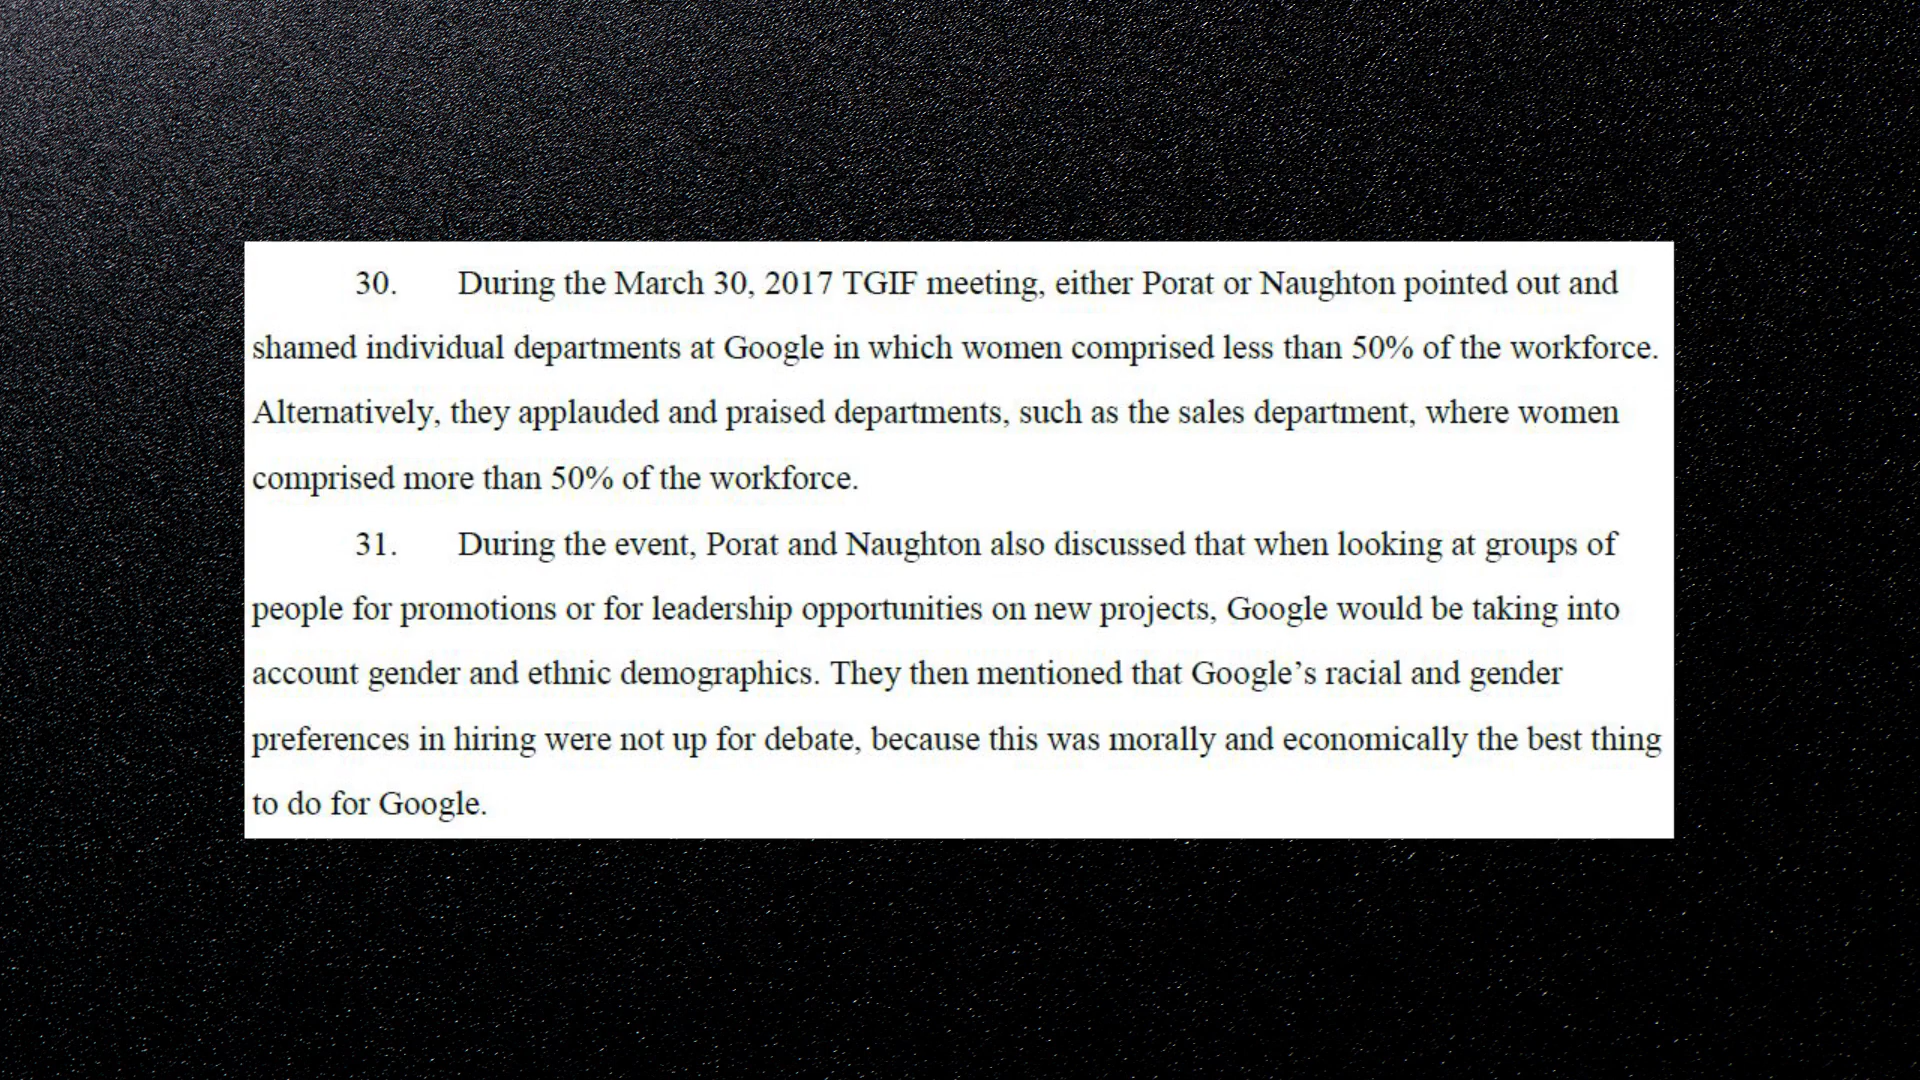 30. During the March 30, 2017 TGIF meeting, either Porat or Naughton pointed out and
shamed individual departments at Google in which women comprised less than 50% of the workforce.
Alternatively, they applauded and praised departments, such as the sales department, where women
comprised more than 50% of the workforce.
31. During the event, Porat and Naughton also discussed that when looking at groups of
people for promotions or for leadership opportunities on new projects, Google would be taking into
account gender and ethnic demographics. They then mentioned that Google’s racial and gender
preferences in hiring were not up for debate, because this was morally and economically the best thing
to do for Google.